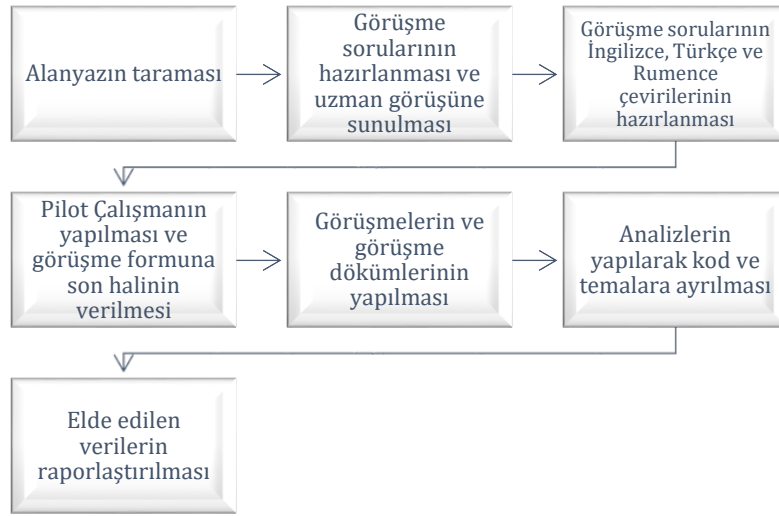 Alanyazın taraması
Görüşme
sorularının
hazırlanması ve
uzman görüşüne
sunulması
Görüşme sorularının
İngilizce, Türkçe ve
Rumence
çevirilerinin
hazırlanması
Pilot Çalışmanın
yapılması ve
görüşme formuna
son halinin
verilmesi
Görüşmelerin ve
görüşme
dökümlerinin
yapılması
Analizlerin
yapılarak kod ve
temalara ayrılması
Elde edilen
verilerin
raporlaştırılması